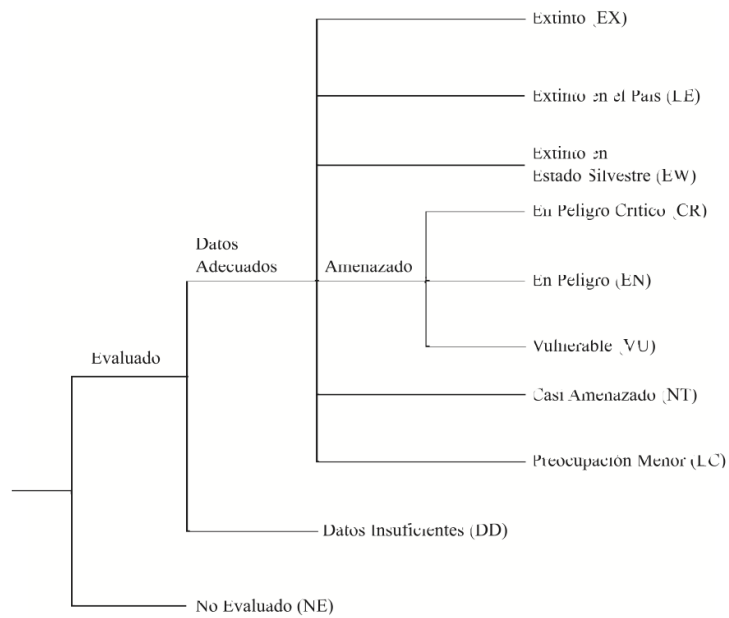 Extinto (EX)
Extinto en el País (LE)
Extinto en
Estado Silvestre (EW)
En Peligro Crítico (CR)
Datos
Adecuados
Amenazado
En Peligro (EN)
Vulnerable (VU)
Evaluado
Casi Amenazado (NT)
Preocupación Menor (LC)
Datos Insuficientes (DD)
No Evaluado (NE)